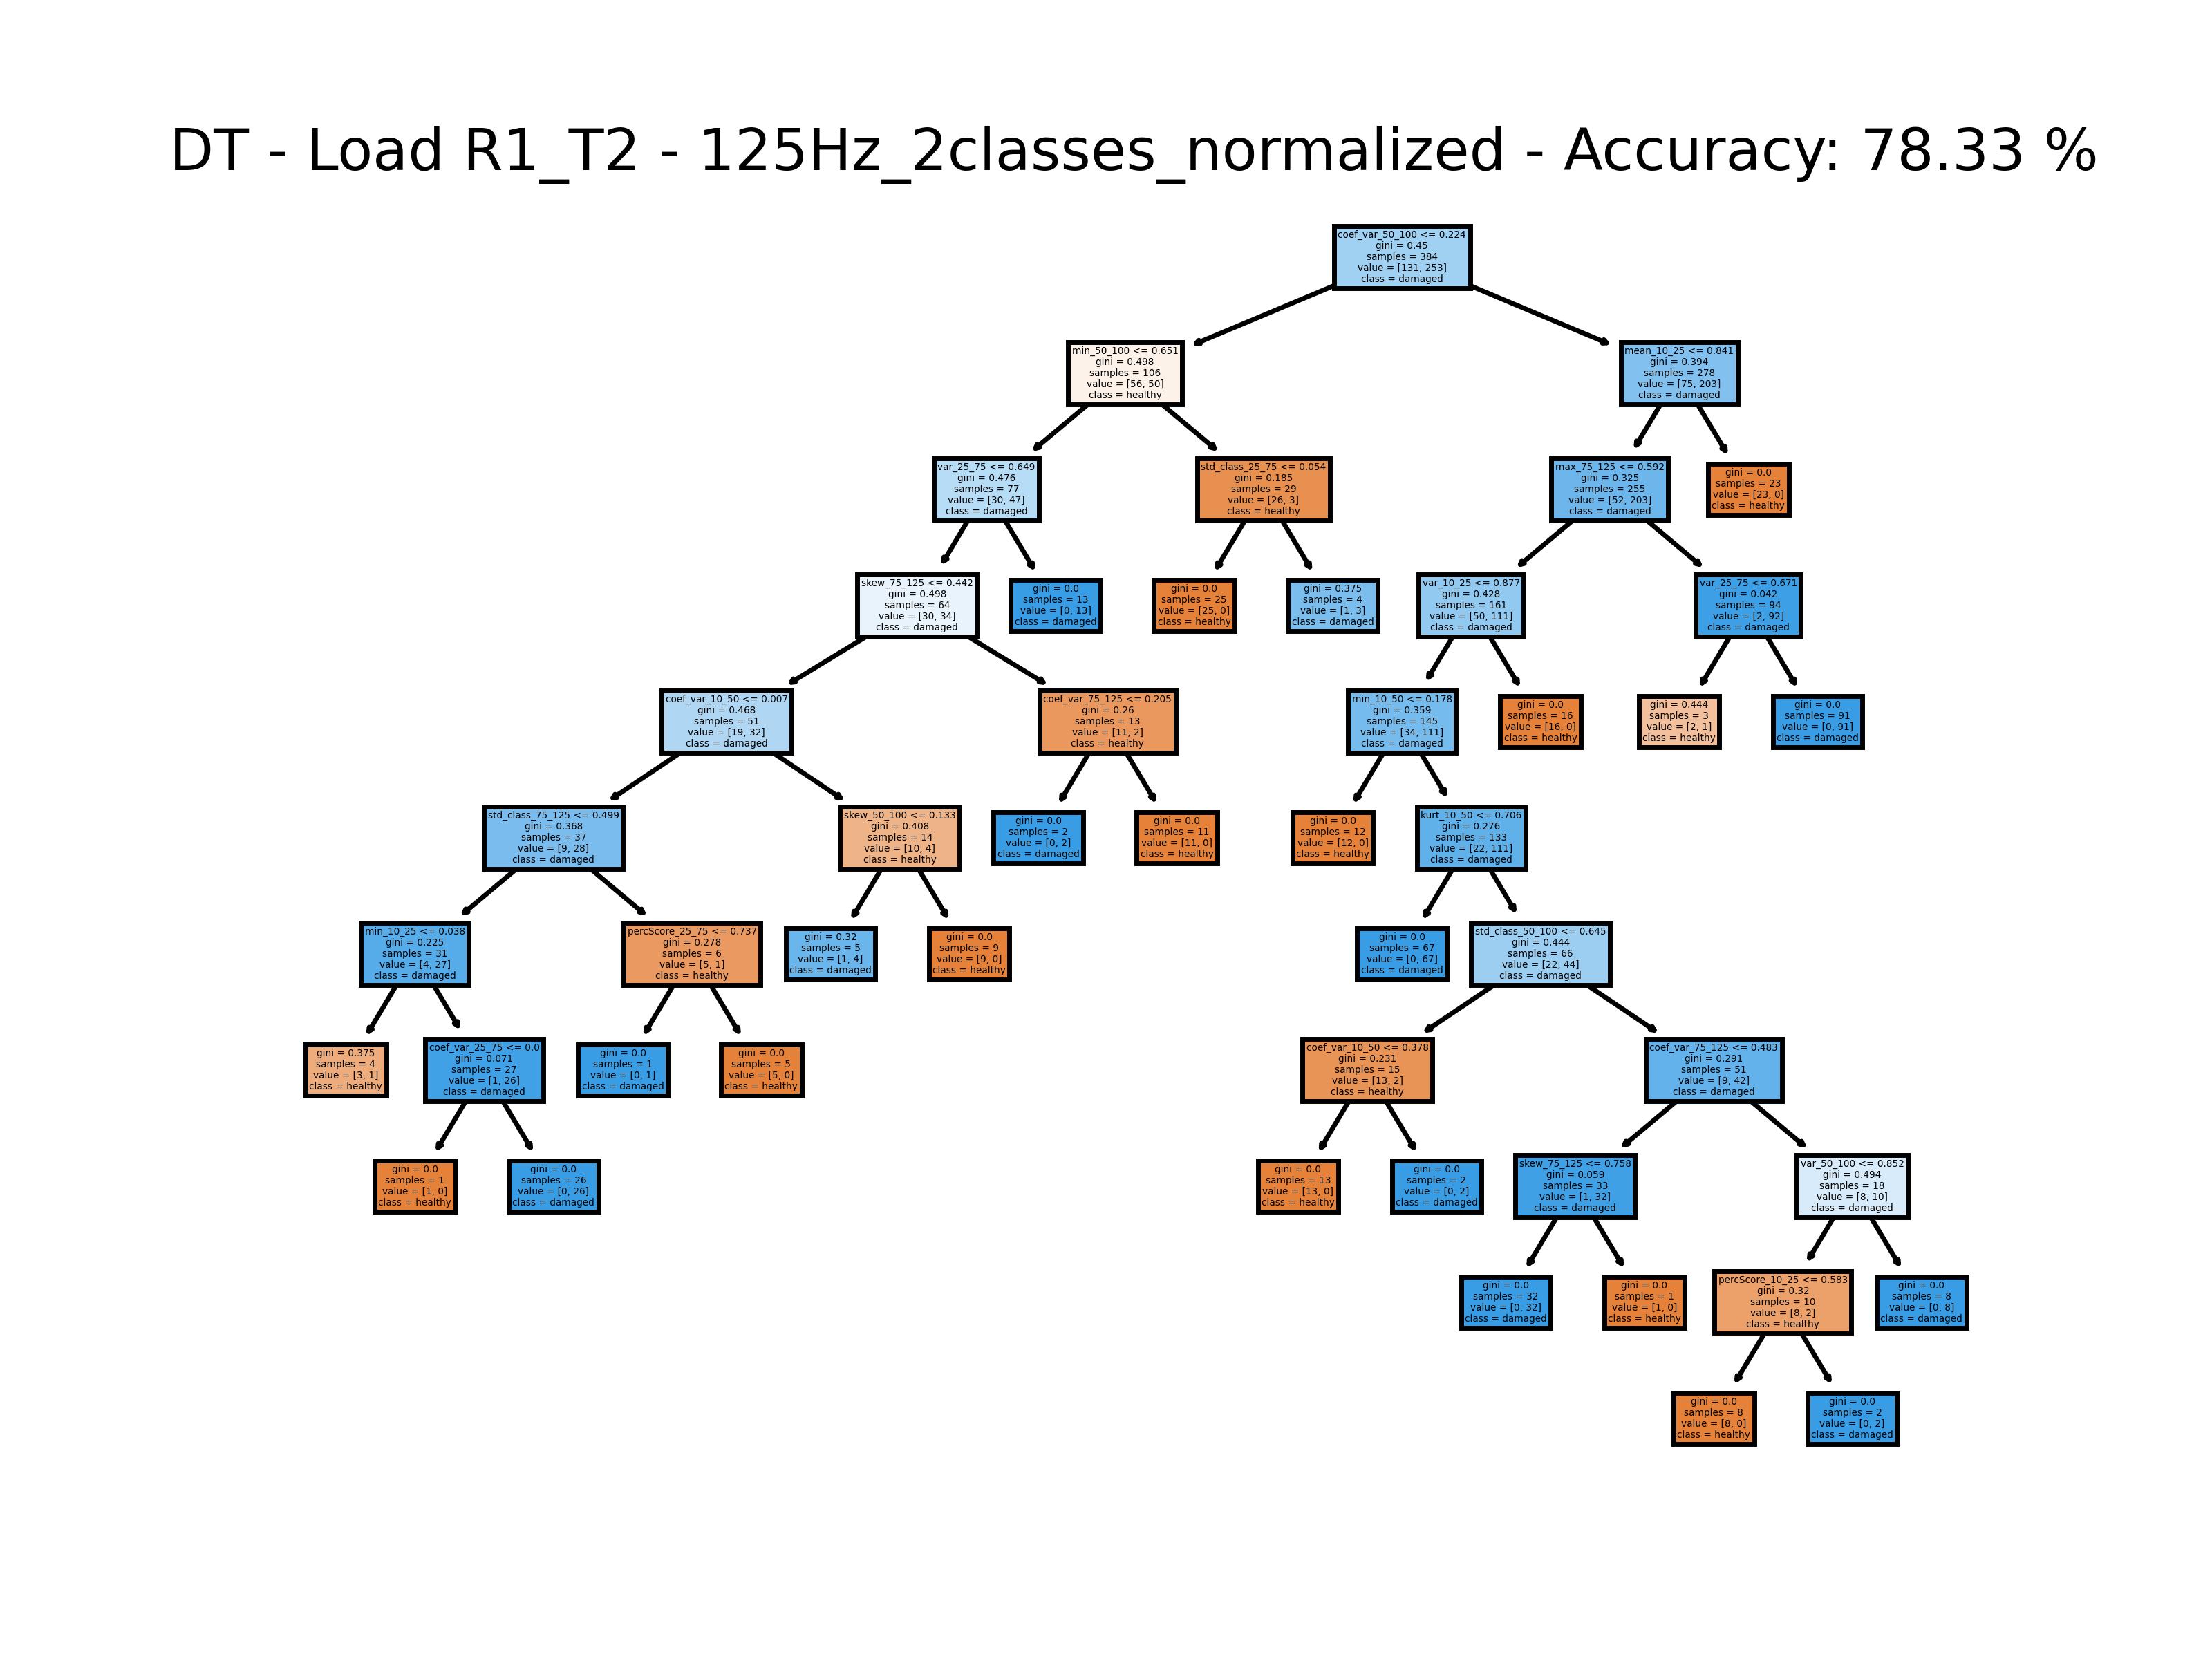 DT - Load R1_T2 - 125Hz_2classes_normalized - Accuracy: 78.33 %
coef_var_50_100 <= 0.224
gini = 0.45
samples = 384
value = [131, 253]
class = damaged
min_50_100 <= 0.651
gini = 0.498
samples = 106
value = [56, 50]
class = healthy
mean_10_25 <= 0.841
gini = 0.394
samples = 278
value = [75, 203]
class = damaged
var_25_75 <= 0.649
gini = 0.476
samples = 77
value = [30, 47]
class = damaged
std_class_25_75 <= 0.054
gini = 0.185
samples = 29
value = [26, 3]
class = healthy
max_75_125 <= 0.592
gini = 0.325
samples = 255
value = [52, 203]
class = damaged
gini = 0.0
samples = 23
value = [23, 0]
class = healthy
skew_75_125 <= 0.442
gini = 0.498
samples = 64
value = [30, 34]
class = damaged
gini = 0.0
samples = 13
value = [0, 13]
class = damaged
gini = 0.0
samples = 25
value = [25, 0]
class = healthy
gini = 0.375
samples = 4
value = [1, 3]
class = damaged
var_10_25 <= 0.877
gini = 0.428
samples = 161
value = [50, 111]
class = damaged
var_25_75 <= 0.671
gini = 0.042
samples = 94
value = [2, 92]
class = damaged
coef_var_10_50 <= 0.007
gini = 0.468
samples = 51
value = [19, 32]
class = damaged
coef_var_75_125 <= 0.205
gini = 0.26
samples = 13
value = [11, 2]
class = healthy
min_10_50 <= 0.178
gini = 0.359
samples = 145
value = [34, 111]
class = damaged
gini = 0.0
samples = 16
value = [16, 0]
class = healthy
gini = 0.444
samples = 3
value = [2, 1]
class = healthy
gini = 0.0
samples = 91
value = [0, 91]
class = damaged
std_class_75_125 <= 0.499
gini = 0.368
samples = 37
value = [9, 28]
class = damaged
skew_50_100 <= 0.133
gini = 0.408
samples = 14
value = [10, 4]
class = healthy
gini = 0.0
samples = 2
value = [0, 2]
class = damaged
gini = 0.0
samples = 11
value = [11, 0]
class = healthy
gini = 0.0
samples = 12
value = [12, 0]
class = healthy
kurt_10_50 <= 0.706
gini = 0.276
samples = 133
value = [22, 111]
class = damaged
min_10_25 <= 0.038
gini = 0.225
samples = 31
value = [4, 27]
class = damaged
percScore_25_75 <= 0.737
gini = 0.278
samples = 6
value = [5, 1]
class = healthy
gini = 0.32
samples = 5
value = [1, 4]
class = damaged
gini = 0.0
samples = 9
value = [9, 0]
class = healthy
gini = 0.0
samples = 67
value = [0, 67]
class = damaged
std_class_50_100 <= 0.645
gini = 0.444
samples = 66
value = [22, 44]
class = damaged
gini = 0.375
samples = 4
value = [3, 1]
class = healthy
coef_var_25_75 <= 0.0
gini = 0.071
samples = 27
value = [1, 26]
class = damaged
gini = 0.0
samples = 1
value = [0, 1]
class = damaged
gini = 0.0
samples = 5
value = [5, 0]
class = healthy
coef_var_10_50 <= 0.378
gini = 0.231
samples = 15
value = [13, 2]
class = healthy
coef_var_75_125 <= 0.483
gini = 0.291
samples = 51
value = [9, 42]
class = damaged
gini = 0.0
samples = 1
value = [1, 0]
class = healthy
gini = 0.0
samples = 26
value = [0, 26]
class = damaged
gini = 0.0
samples = 13
value = [13, 0]
class = healthy
gini = 0.0
samples = 2
value = [0, 2]
class = damaged
skew_75_125 <= 0.758
gini = 0.059
samples = 33
value = [1, 32]
class = damaged
var_50_100 <= 0.852
gini = 0.494
samples = 18
value = [8, 10]
class = damaged
gini = 0.0
samples = 32
value = [0, 32]
class = damaged
gini = 0.0
samples = 1
value = [1, 0]
class = healthy
percScore_10_25 <= 0.583
gini = 0.32
samples = 10
value = [8, 2]
class = healthy
gini = 0.0
samples = 8
value = [0, 8]
class = damaged
gini = 0.0
samples = 8
value = [8, 0]
class = healthy
gini = 0.0
samples = 2
value = [0, 2]
class = damaged